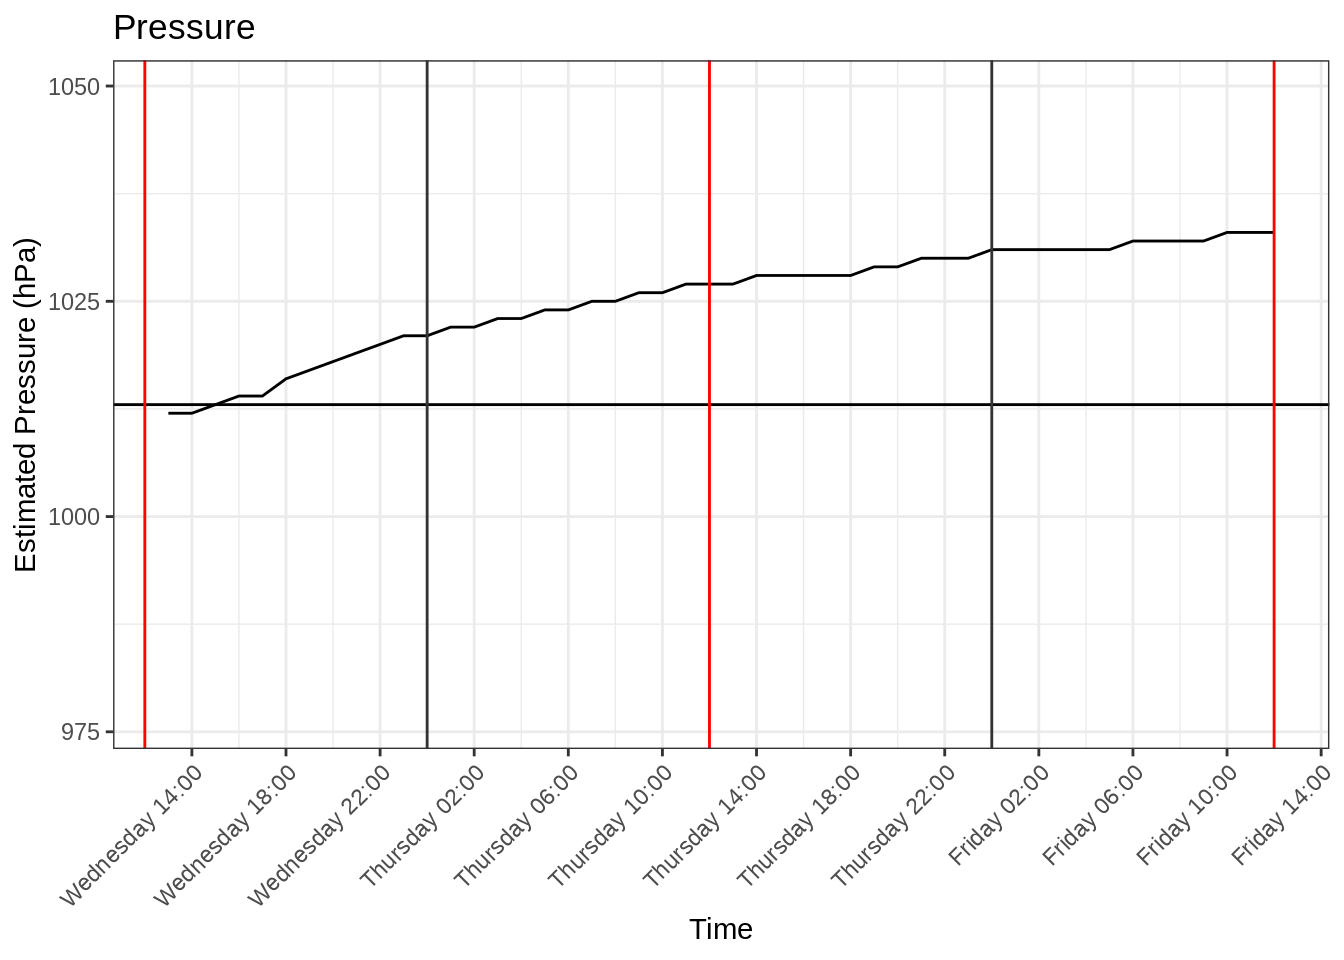 Pressure
Estimated Pressure (hPa)
1050
1025
1000
975
Wednesday 14:00
Wednesday 18:00
Wednesday 22:00
Thursday 02:00
Thursday 06:00
Thursday 10:00
Thursday 14:00
Thursday 18:00
Thursday 22:00
Friday 02:00
Friday 06:00
Friday 10:00
Friday 14:00
Time